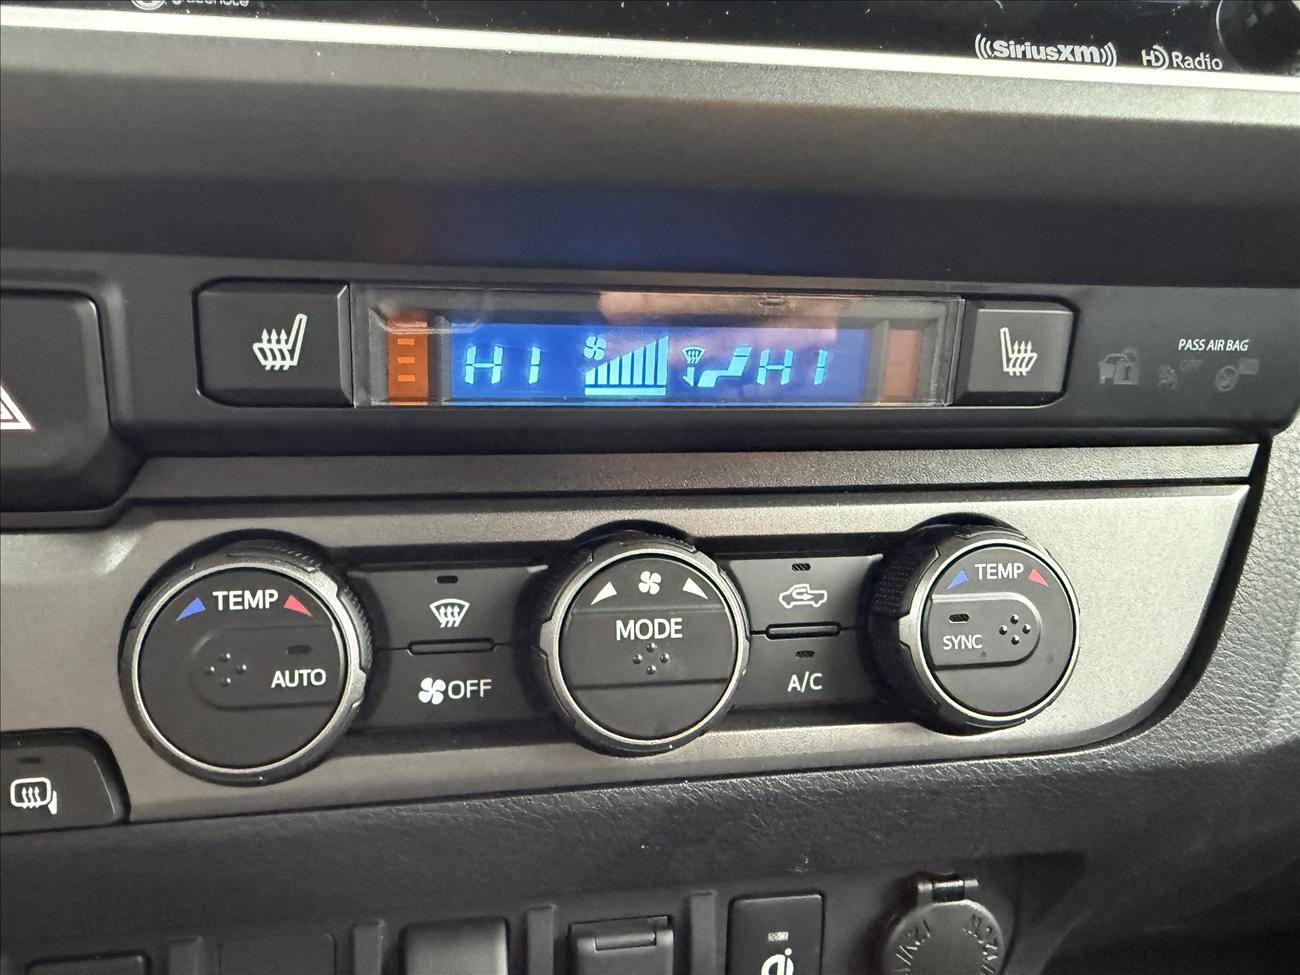 SiriusXM
HD Radio
HI
HI
PASS AIR BAG
OFF
TEMP
AUTO
OFF
MODE
A/C
TEMP
SYNC